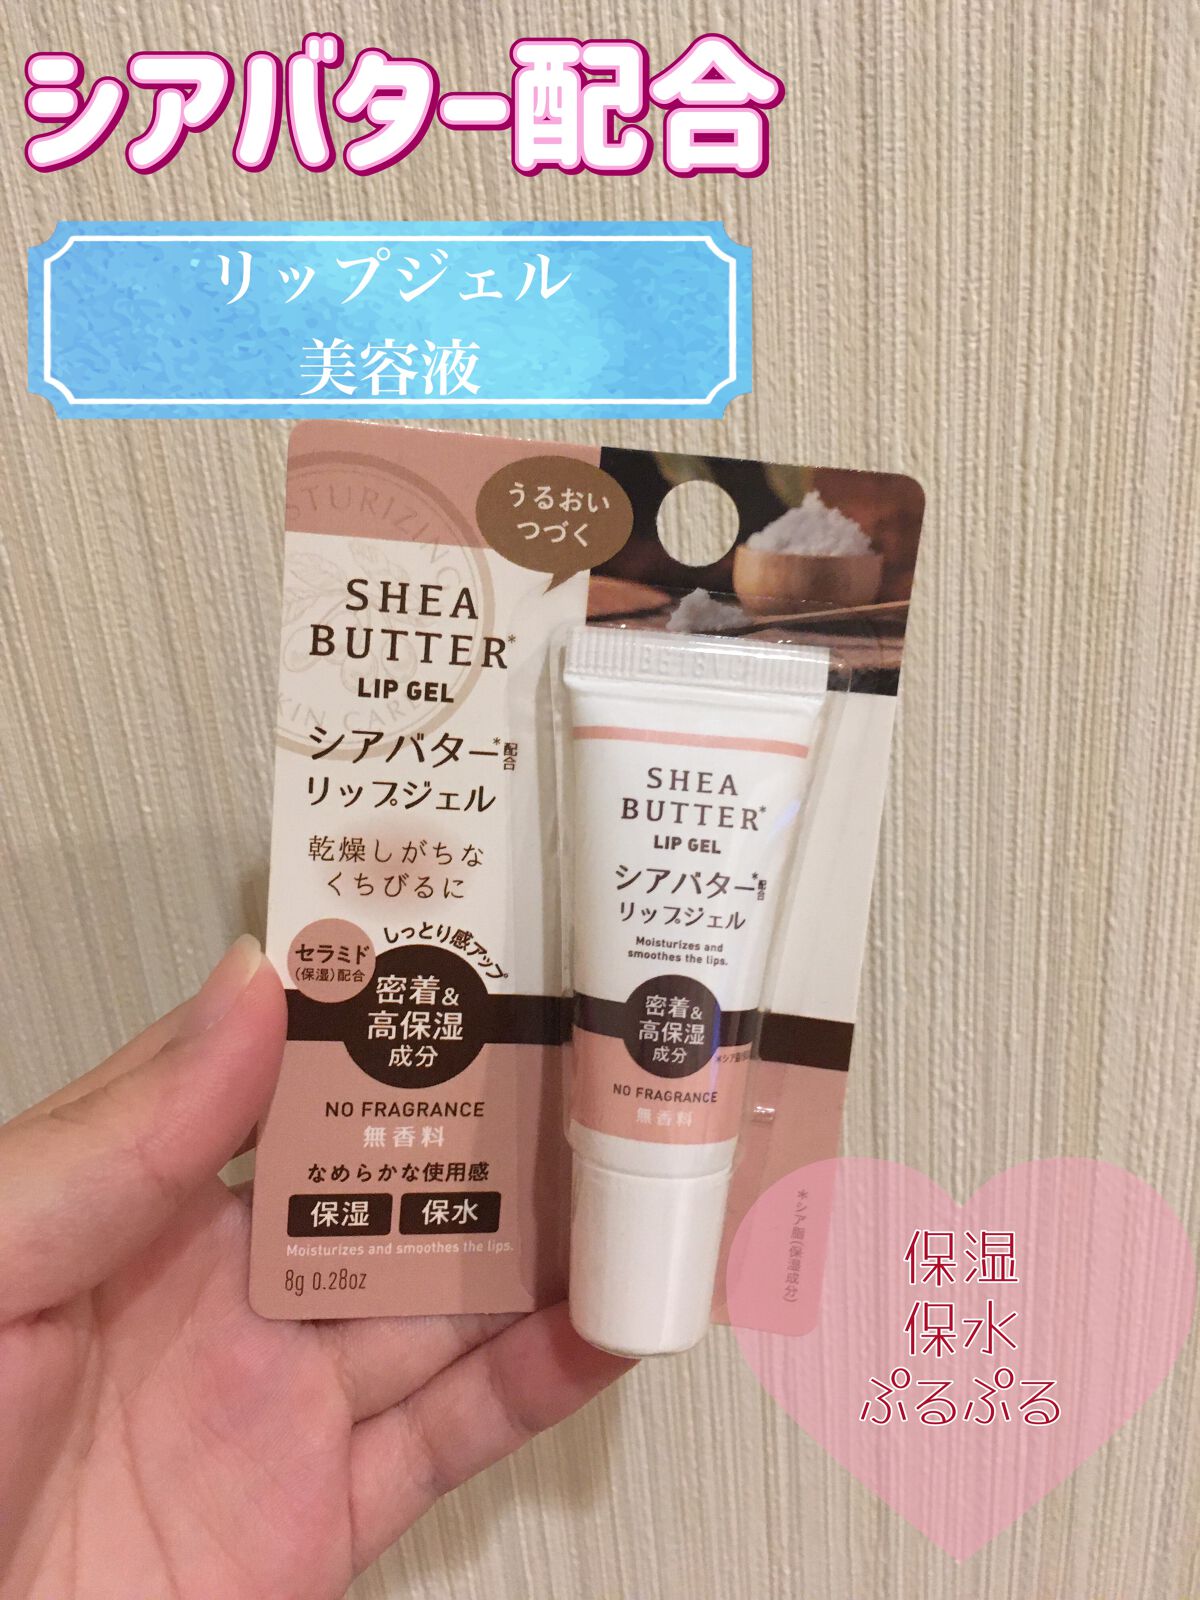 シアバター配合
リップジェル
美容液
うるおい
つづく
SHEA
BUTTER*
LIP GEL
シアバター*配合
リップジェル
乾燥しがちな
くちびるに
セラミド
(保湿)配合
しっとり感アップ
密着&
高保湿
成分
NO FRAGRANCE
無香料
なめらかな使用感
保湿 保水
Moisturizes and smoothes the lips.
8g 0.28oz
SHEA
BUTTER*
LIP GEL
シアバター*配合
リップジェル
Moisturizes and
smoothes the lips.
密着&
高保湿
成分
NO FRAGRANCE
無香料
*シア脂(保湿成分)
保湿
保水
ぷるぷる